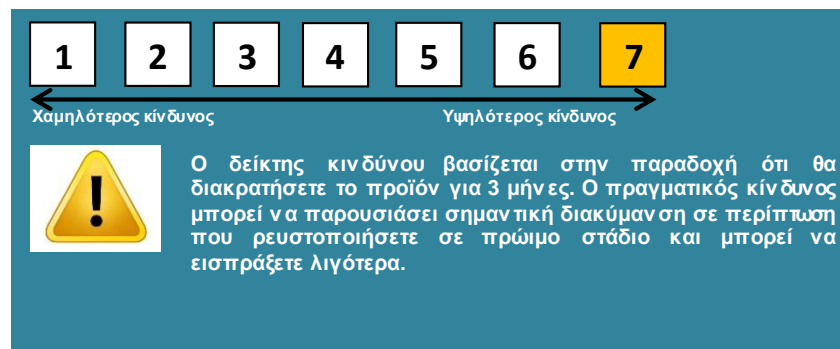 1 2 3 4 5 6 7
Χαμηλότερος κίνδυνος Υψηλότερος κίνδυνος
Ο δείκτης κινδύνου βασίζεται στην παραδοχή ότι θα
διακρατήσετε το προϊόν για 3 μήνες. Ο πραγματικός κίνδυνος
μπορεί να παρουσιάσει σημαντική διακύμανση σε περίπτωση
που ρευστοποιήσετε σε πρώιμο στάδιο και μπορεί να
εισπράξετε λιγότερα.